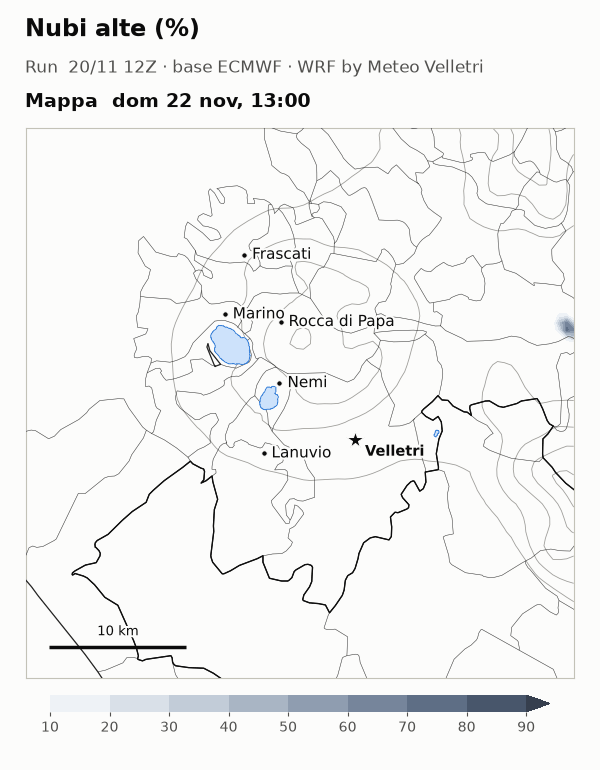 Nubi alte (%)
Run  20/11 12Z · base ECMWF · WRF by Meteo Velletri
Mappa  dom 22 nov, 13:00
Frascati
Marino
Rocca di Papa
Nemi
Velletri
Lanuvio
10 km
10 20 30 40 50 60 70 80 90